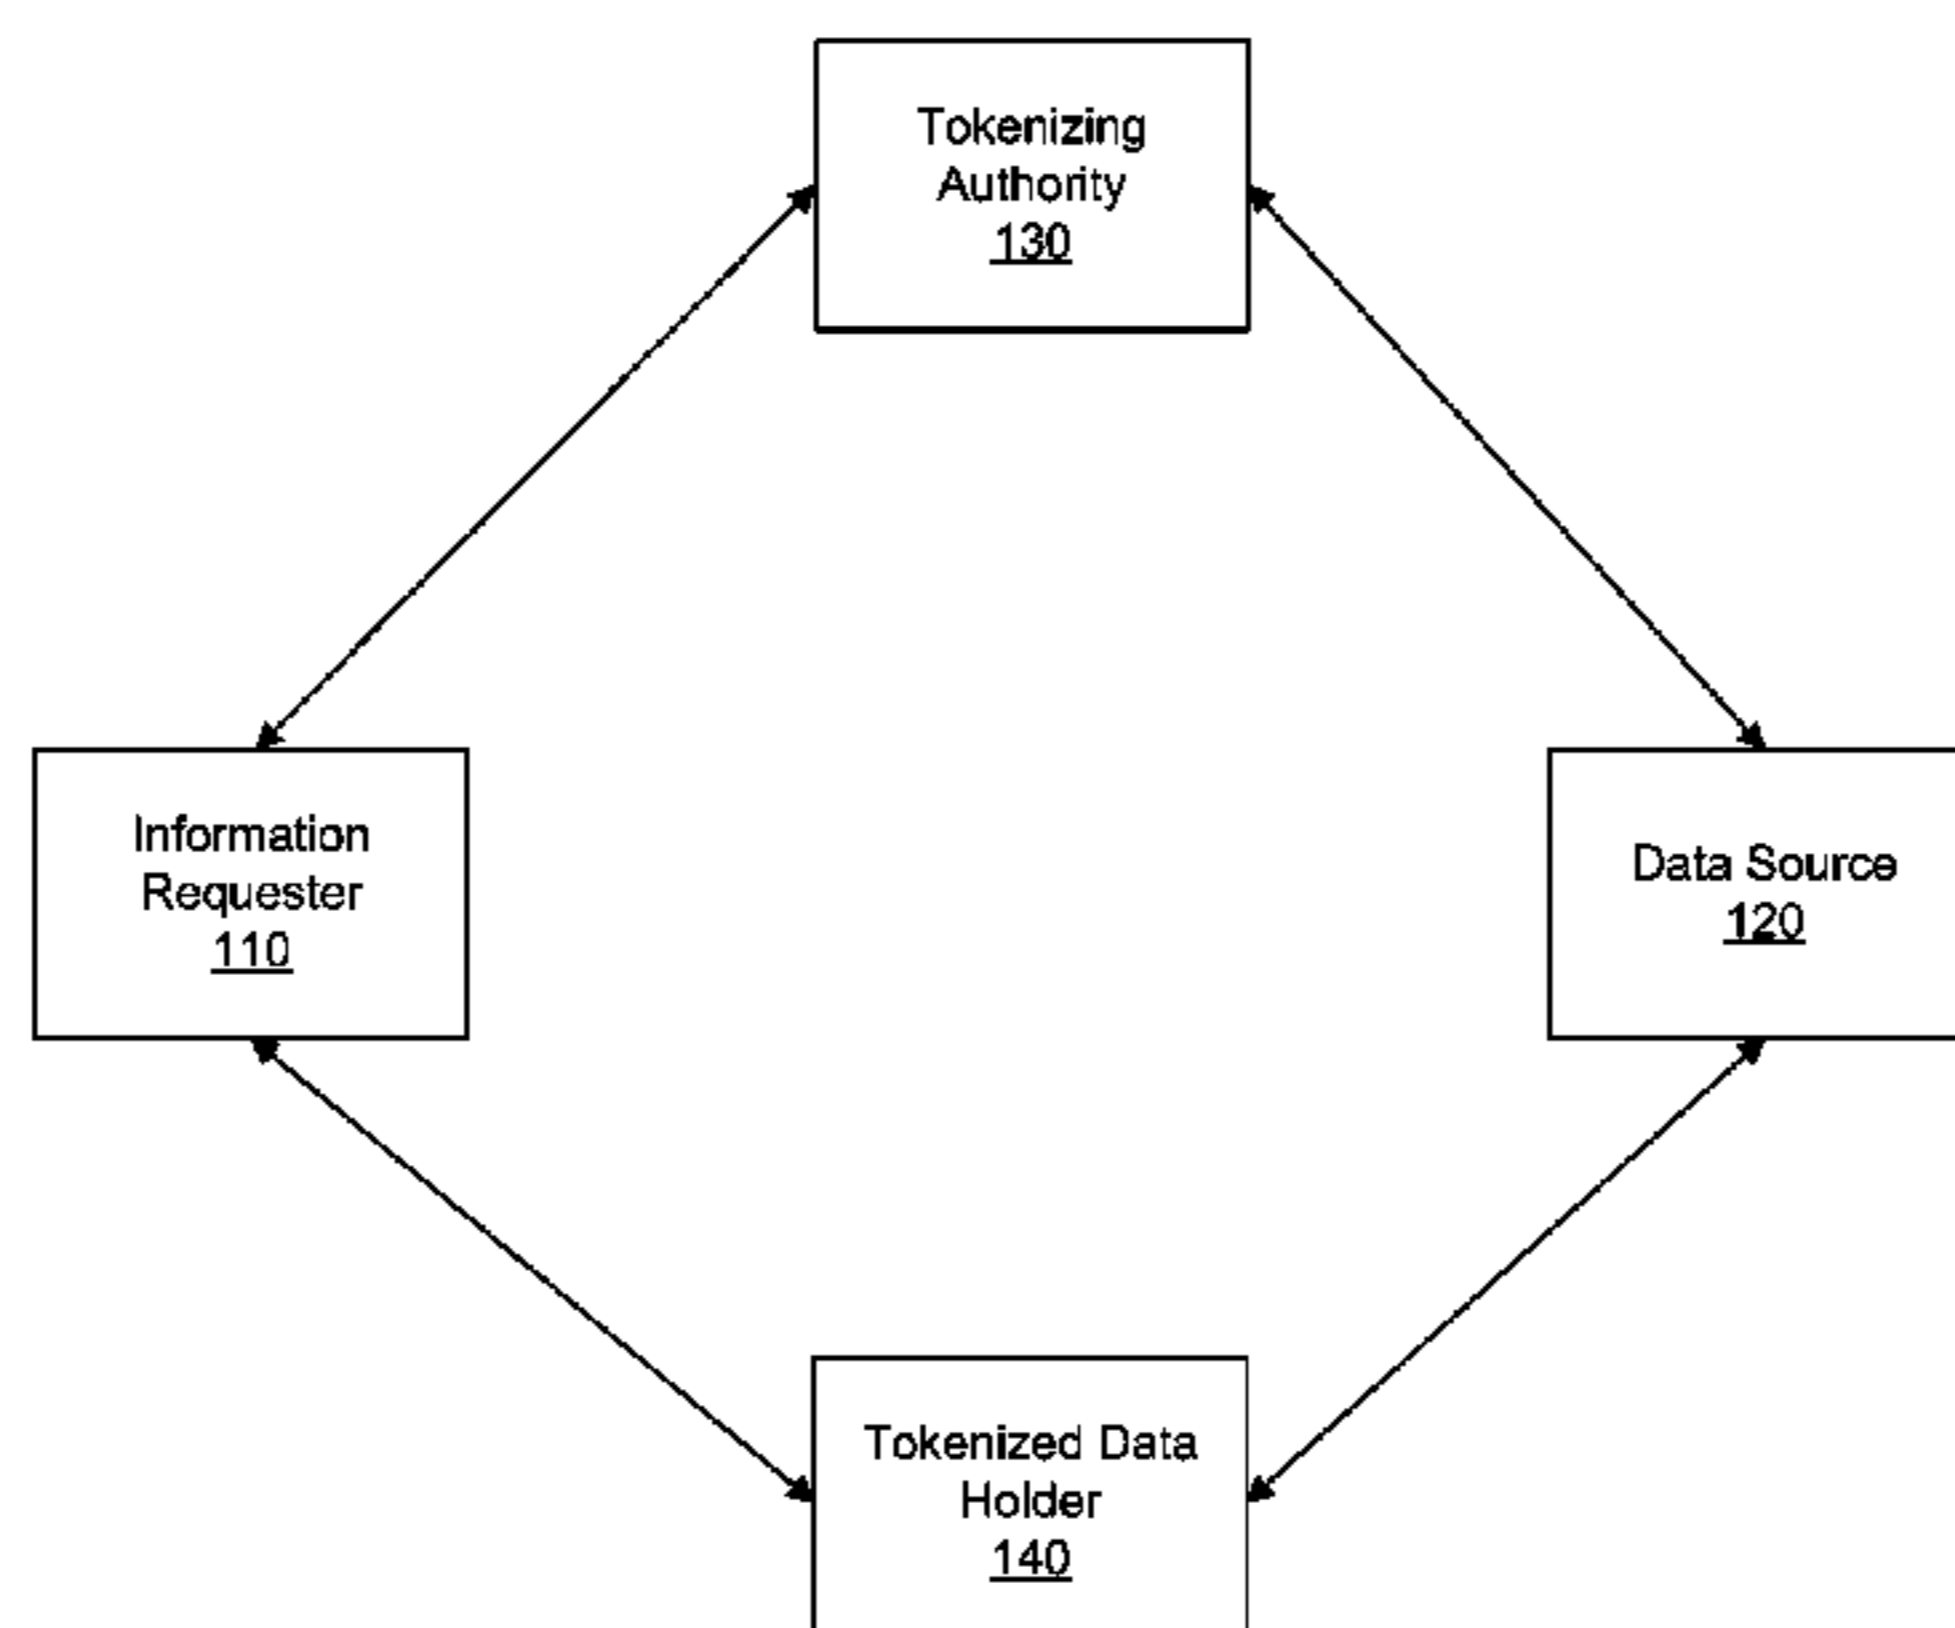 Tokenizing
Authority
130
Information
Requester
110
Data Source
120
Tokenized Data
Holder
140